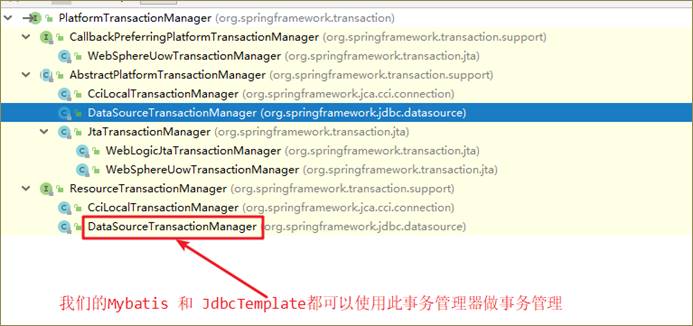 PlatformTransactionManager (org.springframework.transaction)
CallbackPreferringPlatformTransactionManager (org.springframework.transaction.support)
WebSphereUowTransactionManager (org.springframework.transaction.jta)
AbstractPlatformTransactionManager (org.springframework.transaction.support)
CciLocalTransactionManager (org.springframework.jca.cci.connection)
DataSourceTransactionManager (org.springframework.jdbc.datasource)
JtaTransactionManager (org.springframework.transaction.jta)
WebLogicJtaTransactionManager (org.springframework.transaction.jta)
WebSphereUowTransactionManager (org.springframework.transaction.jta)
ResourceTransactionManager (org.springframework.transaction.support)
CciLocalTransactionManager (org.springframework.jca.cci.connection)
DataSourceTransactionManager (org.springframework.jdbc.datasource)
我们的Mybatis 和 JdbcTemplate都可以使用此事务管理器做事务管理